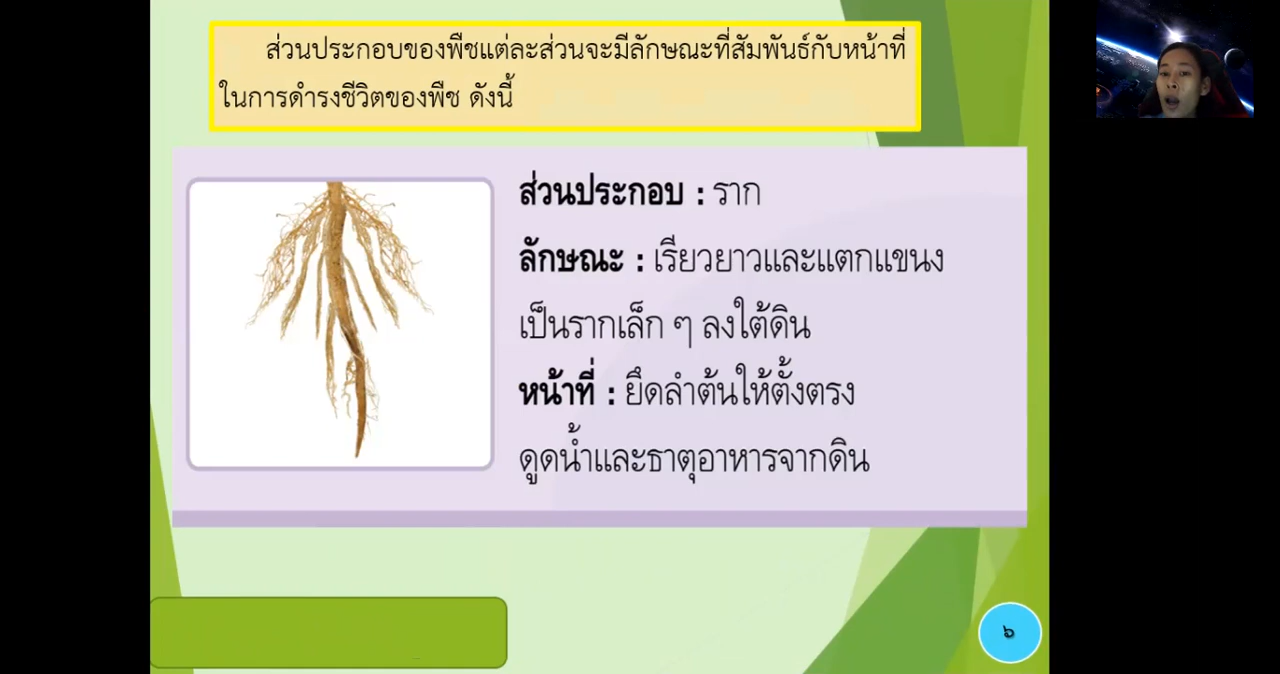 ส่วนประกอบของพืชแต่ละส่วนจะมีลักษณะที่สัมพันธ์กับหน้าที่
ในการดำรงชีวิตของพืช ดังนี้
ส่วนประกอบ : ราก
ลักษณะ : เรียวยาวและแตกแขนง
เป็นรากเล็ก ๆ ลงใต้ดิน
หน้าที่ : ยึดลำต้นให้ตั้งตรง
ดูดน้ำและธาตุอาหารจากดิน
๖